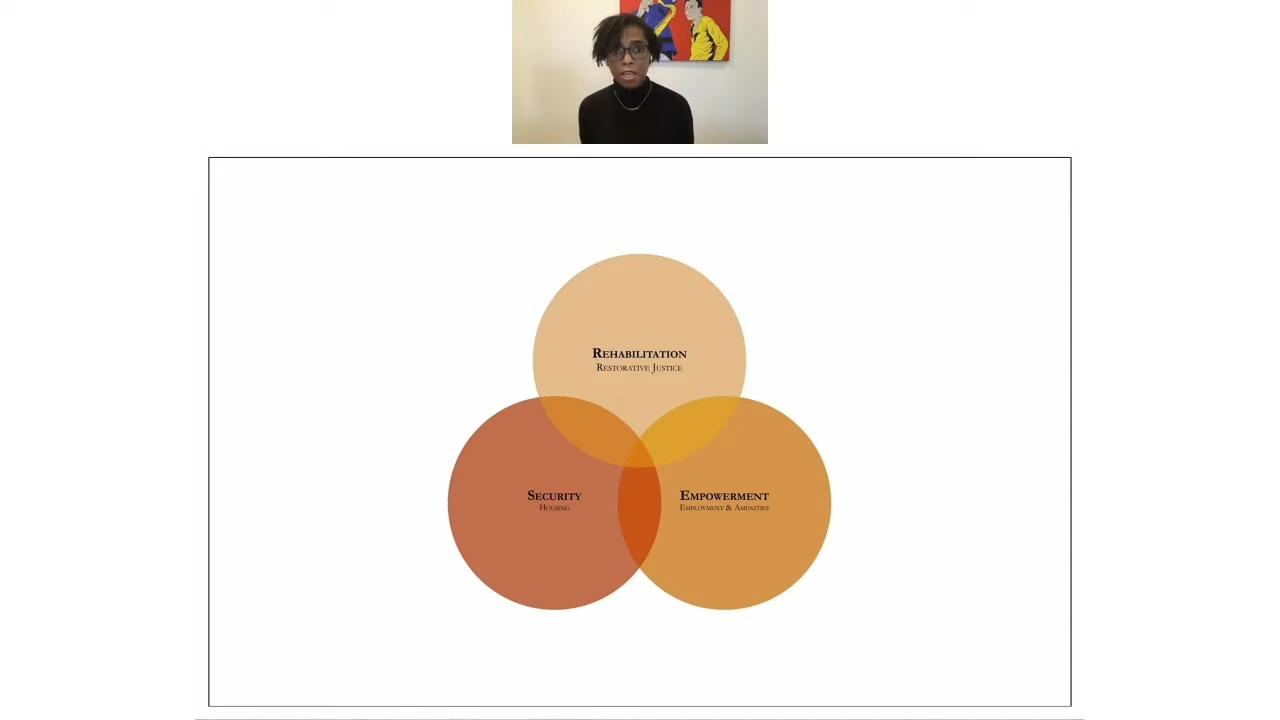 Rehabilitation
Restorative Justice
Security
Housing
Empowerment
Employment & Amenities